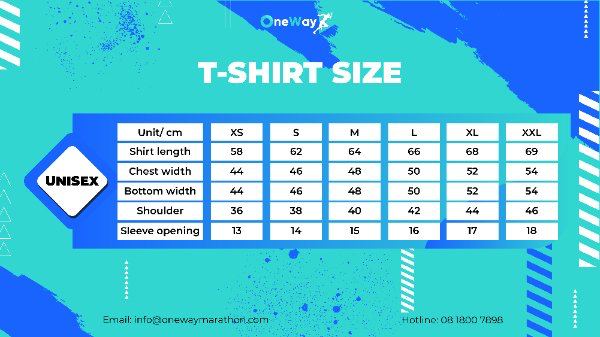 OneWay
T-SHIRT SIZE
Unit/ cm XS S M L XL XXL
Shirt length 58 62 64 66 68 69
Chest width 44 46 48 50 52 54
UNISEX
Bottom width 44 46 48 50 52 54
Shoulder 36 38 40 42 44 46
Sleeve opening 13 14 15 16 17 18
Email: info@onewaymarathon.com Hotline: 08 1800 7898